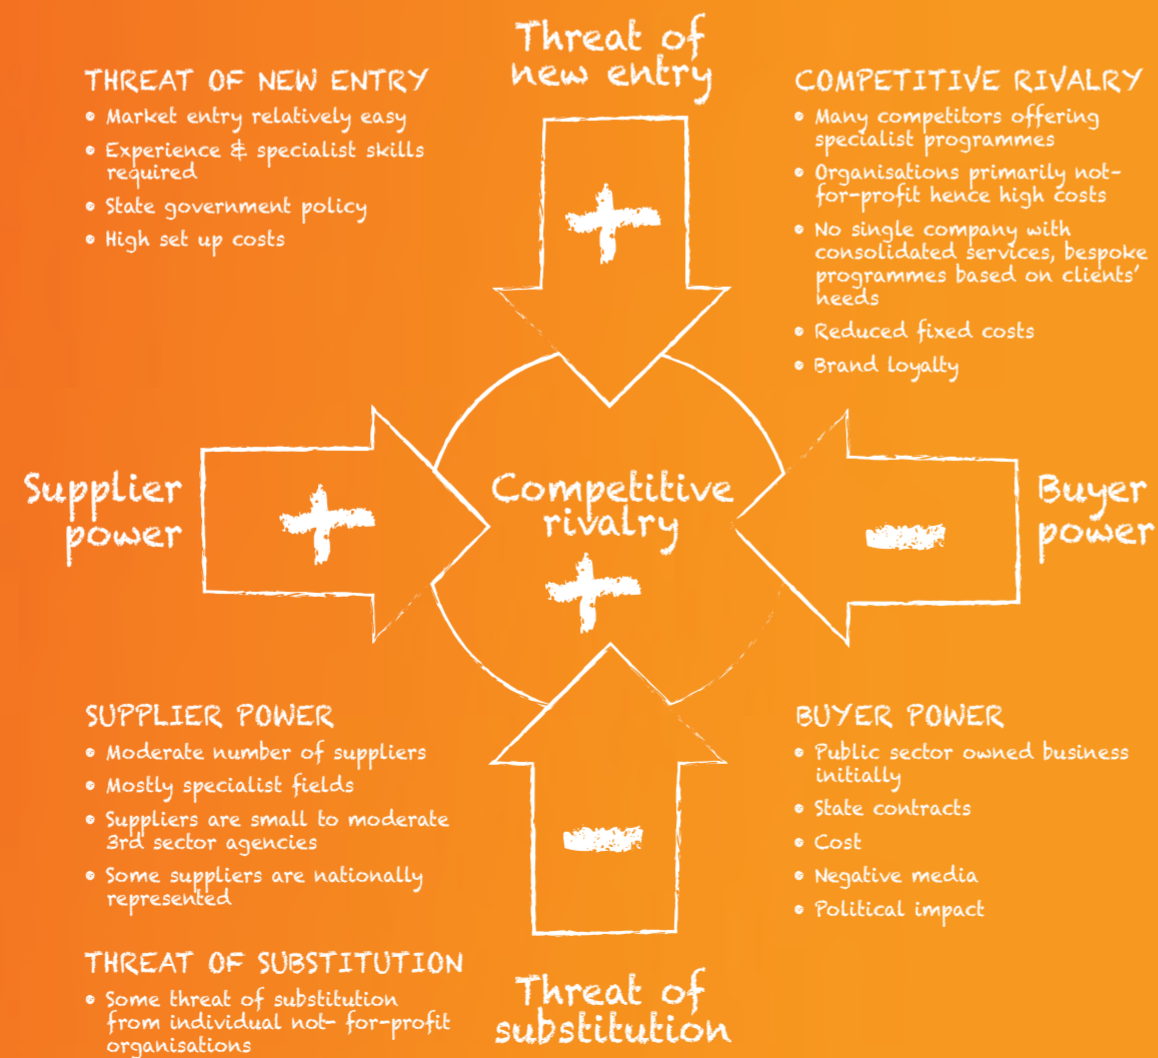 Threat of
new entry
THREAT OF NEW ENTRY
• Market entry relatively easy
• Experience & specialist skills
required
• State government policy
• High set up costs
COMPETITIVE RIVALRY
• Many competitors offering
specialist programmes
• Organisations primarily not-
for-profit hence high costs
• No single company with
consolidated services, bespoke
programmes based on clients'
needs
• Reduced fixed costs
• Brand loyalty
+
Supplier
power
+
Competitive
rivalry
+
-
Buyer
power
SUPPLIER POWER
• Moderate number of suppliers
• Mostly specialist fields
• Suppliers are small to moderate
3rd sector agencies
• Some suppliers are nationally
represented
-
BUYER POWER
• Public sector owned business
initially
• State contracts
• Cost
• Negative media
• Political impact
THREAT OF SUBSTITUTION
• Some threat of substitution
from individual not- for-profit
organisations
Threat of
substitution